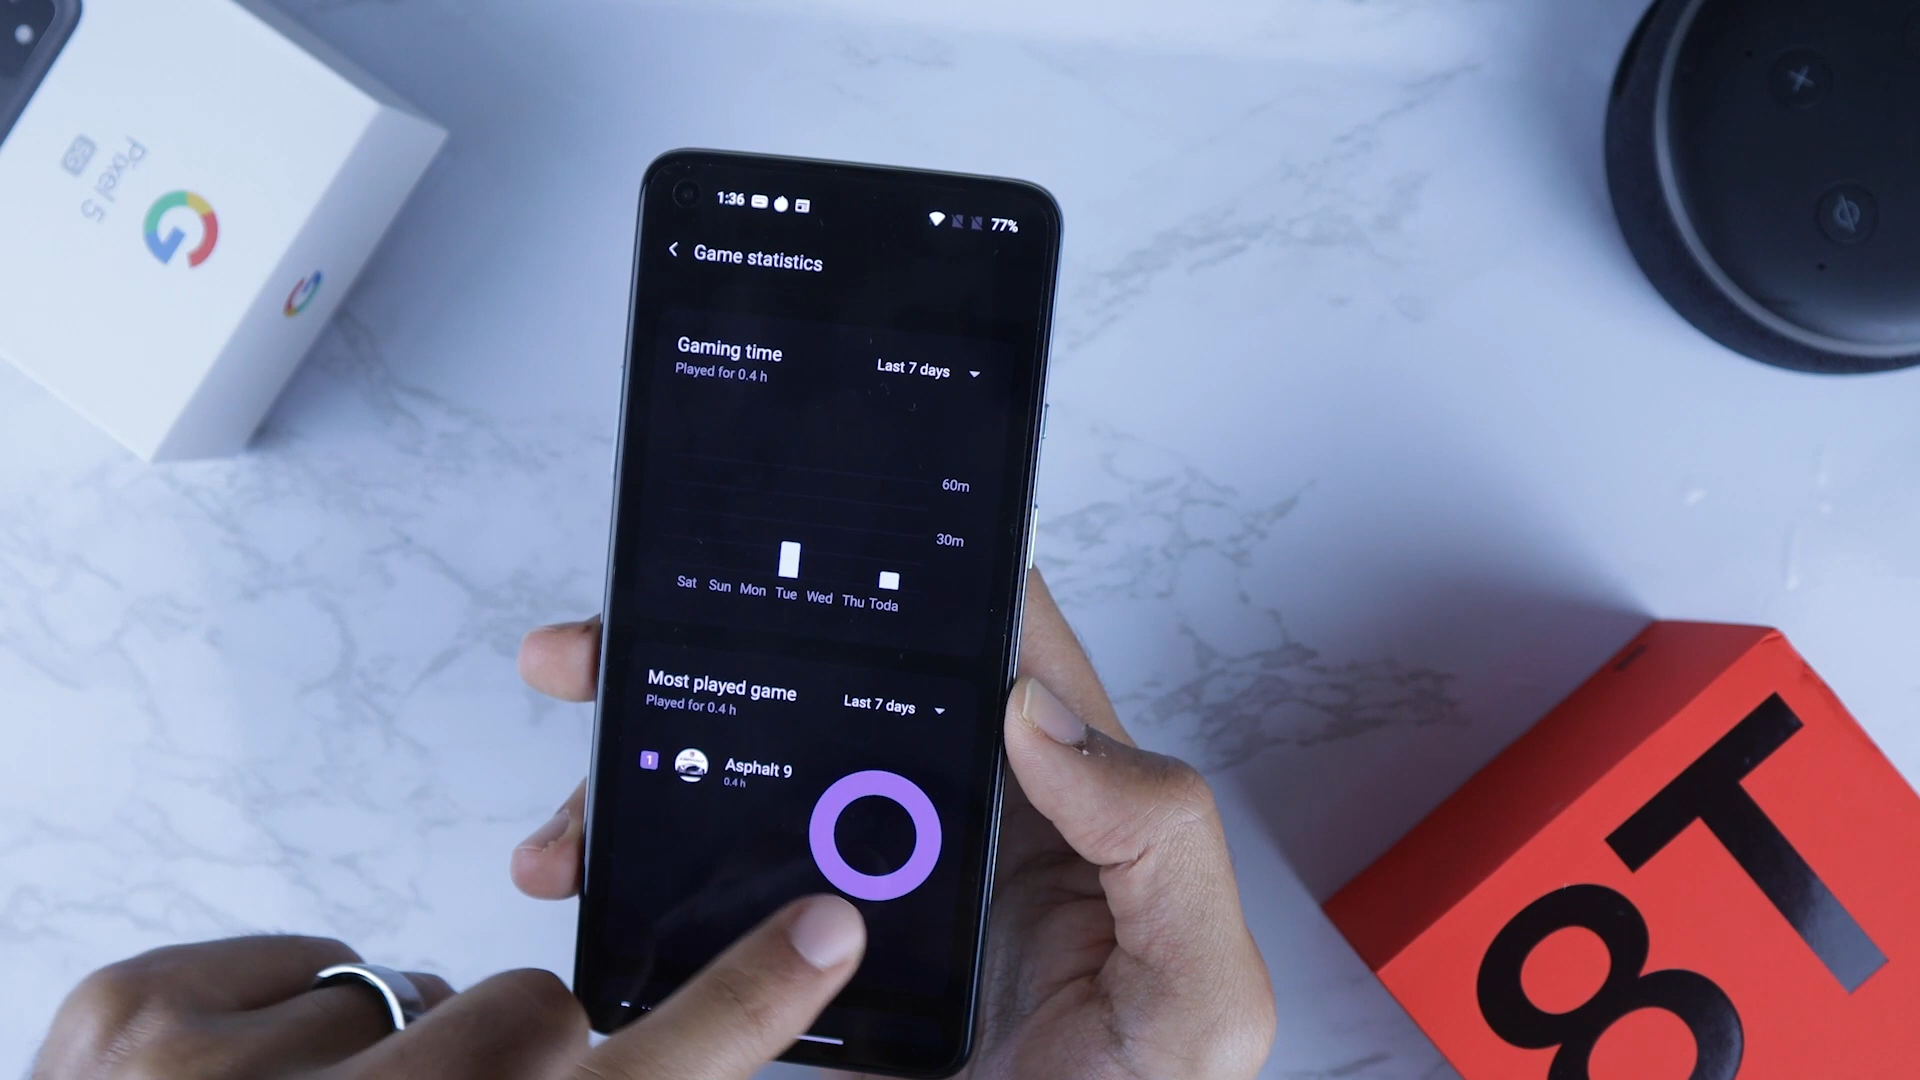 Pixel 5
5G
G
G
1:36
77%
Game statistics
Gaming time
Last 7 days
Played for 0.4 h
60m
30m
Sat Sun Mon Tue Wed Thu Toda
Most played game
Last 7 days
Played for 0.4 h
1
Asphalt 9
0.4 h
8T